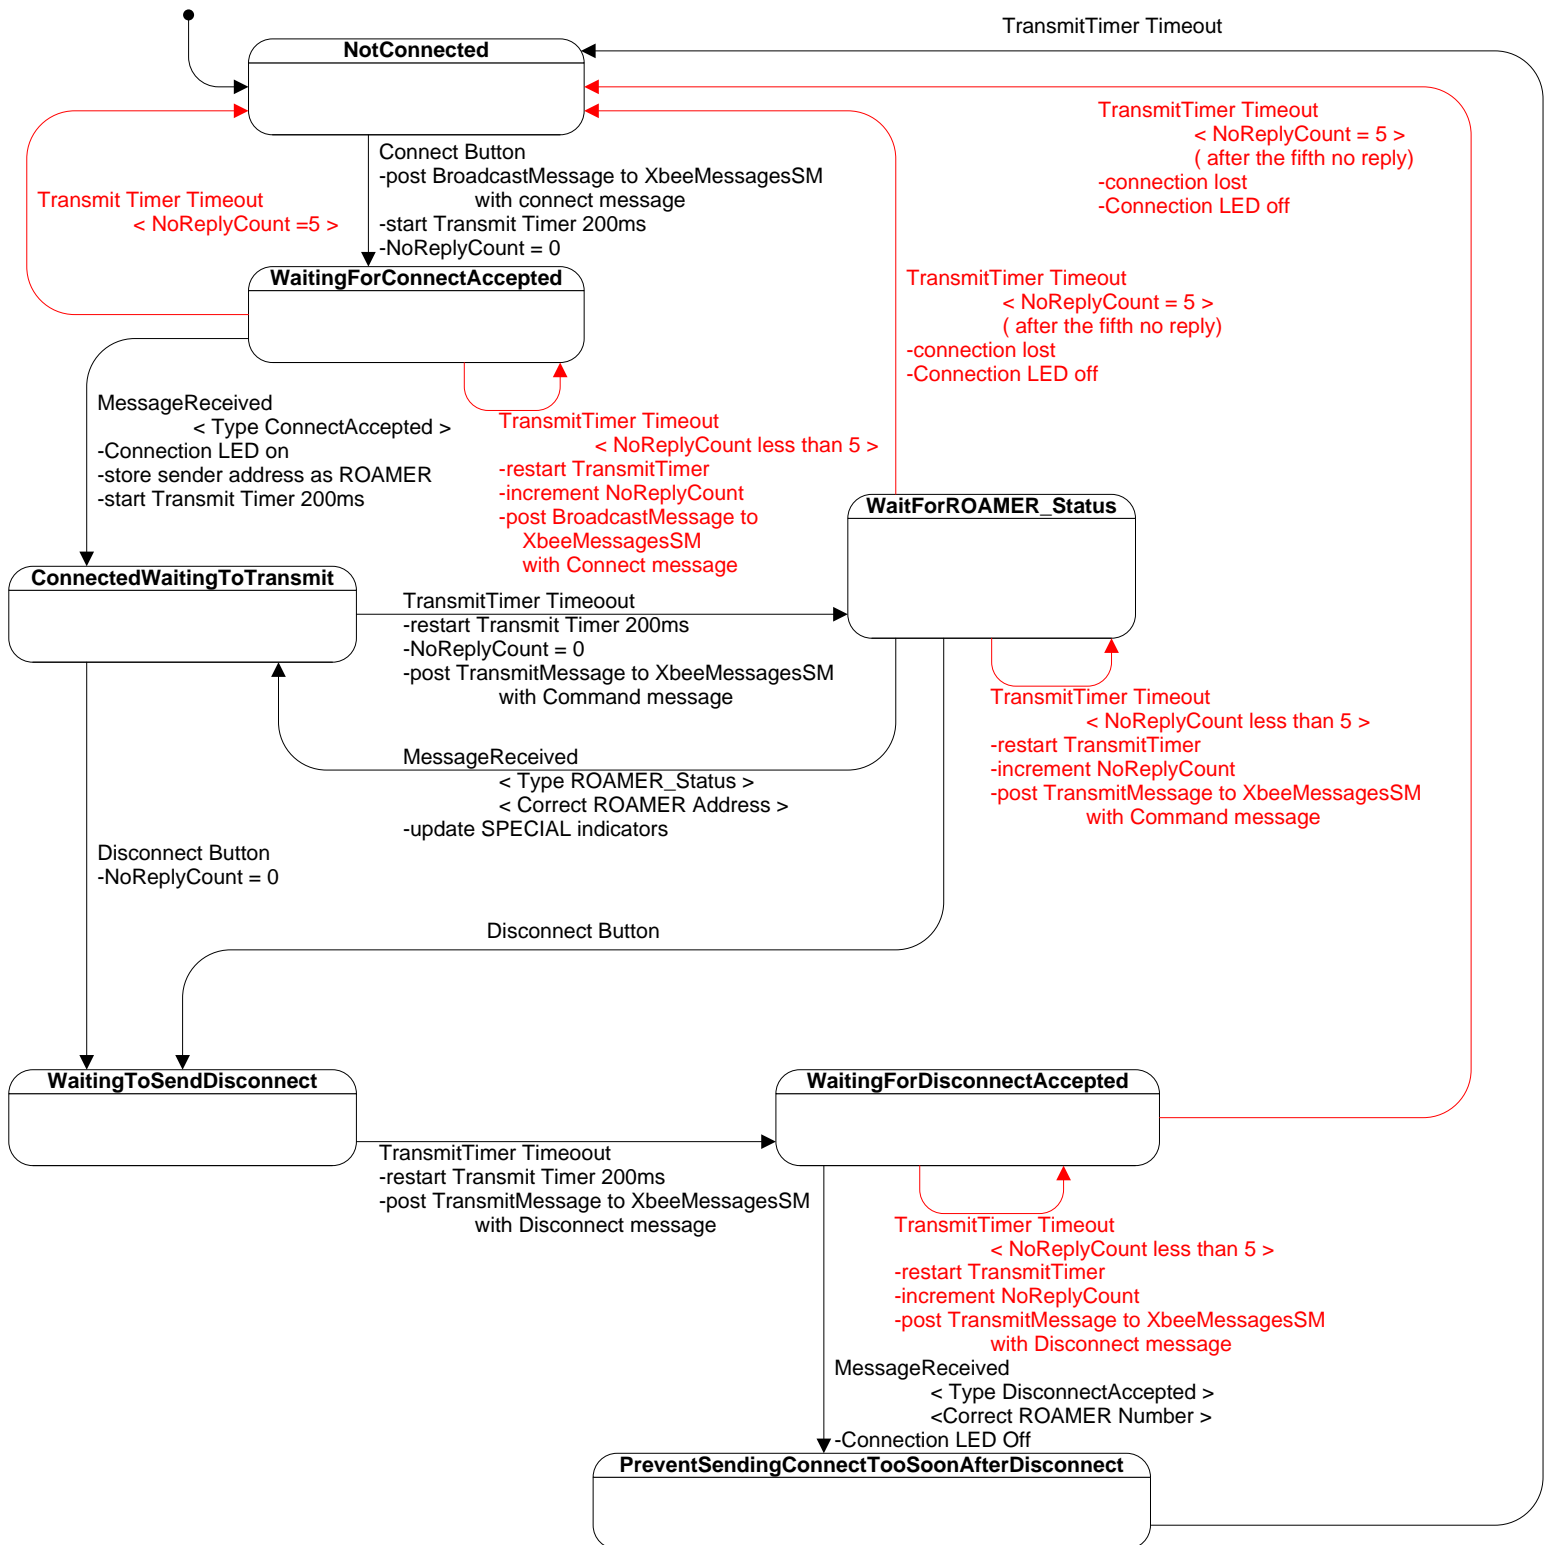 TransmitTimer Timeout
NotConnected
TransmitTimer Timeout
< NoReplyCount = 5 >
( after the fifth no reply)
-connection lost
-Connection LED off
Connect Button
-post BroadcastMessage to XbeeMessagesSM
with connect message
-start Transmit Timer 200ms
-NoReplyCount = 0
Transmit Timer Timeout
< NoReplyCount =5 >
WaitingForConnectAccepted
TransmitTimer Timeout
< NoReplyCount = 5 >
( after the fifth no reply)
-connection lost
-Connection LED off
MessageReceived
< Type ConnectAccepted >
-Connection LED on
-store sender address as ROAMER
-start Transmit Timer 200ms
TransmitTimer Timeout
< NoReplyCount less than 5 >
-restart TransmitTimer
-increment NoReplyCount
-post BroadcastMessage to
XbeeMessagesSM
with Connect message
WaitForROAMER_Status
ConnectedWaitingToTransmit
TransmitTimer Timeoout
-restart Transmit Timer 200ms
-NoReplyCount = 0
-post TransmitMessage to XbeeMessagesSM
with Command message
TransmitTimer Timeout
< NoReplyCount less than 5 >
-restart TransmitTimer
-increment NoReplyCount
-post TransmitMessage to XbeeMessagesSM
with Command message
MessageReceived
< Type ROAMER_Status >
< Correct ROAMER Address >
-update SPECIAL indicators
Disconnect Button
-NoReplyCount = 0
Disconnect Button
WaitingToSendDisconnect
WaitingForDisconnectAccepted
TransmitTimer Timeoout
-restart Transmit Timer 200ms
-post TransmitMessage to XbeeMessagesSM
with Disconnect message
TransmitTimer Timeout
< NoReplyCount less than 5 >
-restart TransmitTimer
-increment NoReplyCount
-post TransmitMessage to XbeeMessagesSM
with Disconnect message
MessageReceived
< Type DisconnectAccepted >
<Correct ROAMER Number >
-Connection LED Off
PreventSendingConnectTooSoonAfterDisconnect